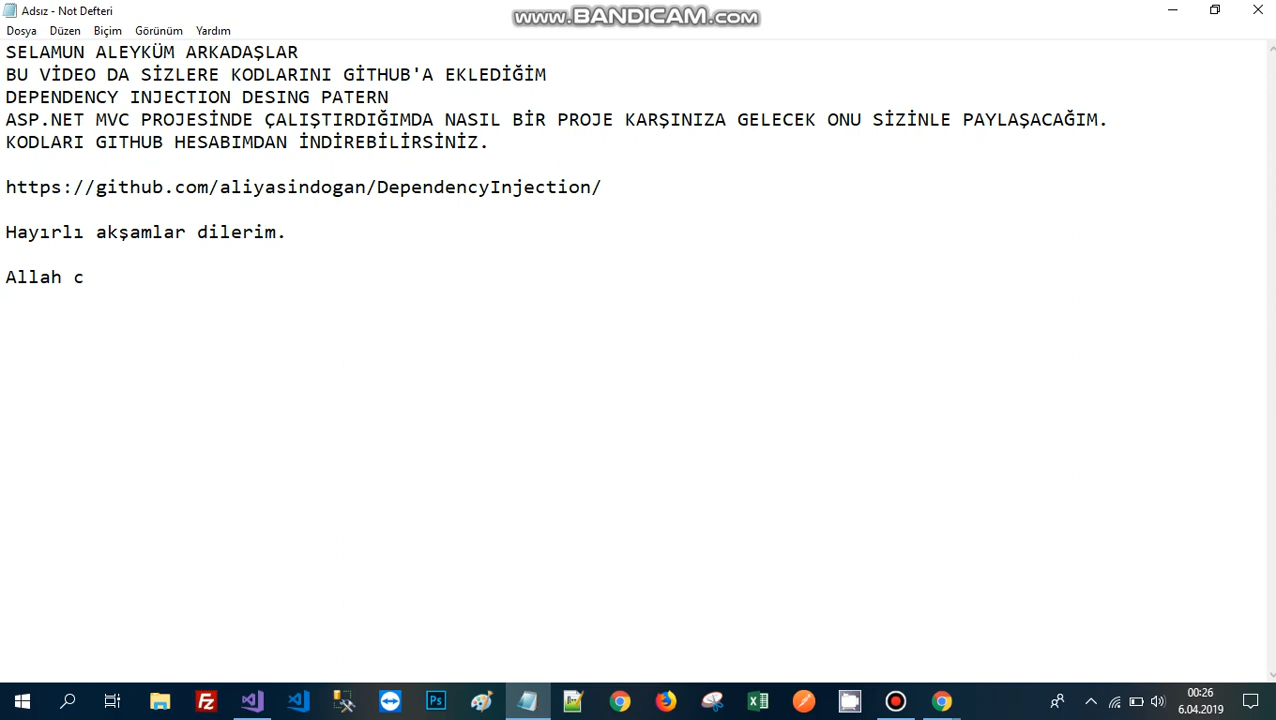 Adsız - Not Defteri
www.BANDICAM.com
Dosya Düzen Biçim Görünüm Yardım
SELAMUN ALEYKÜM ARKADAŞLAR
BU VİDEO DA SİZLERE KODLARINI GİTHUB'A EKLEDİĞİM
DEPENDENCY INJECTION DESING PATERN
ASP.NET MVC PROJESİNDE ÇALIŞTIRDIĞIMDA NASIL BİR PROJE KARŞINIZA GELECEK ONU SİZİNLE PAYLAŞACAĞIM.
KODLARI GITHUB HESABIMDAN İNDİREBİLİRSİNİZ.
https://github.com/aliyasindogan/DependencyInjection/
Hayırlı akşamlar dilerim.
Allah c
Fz
Ps
00:26
6.04.2019